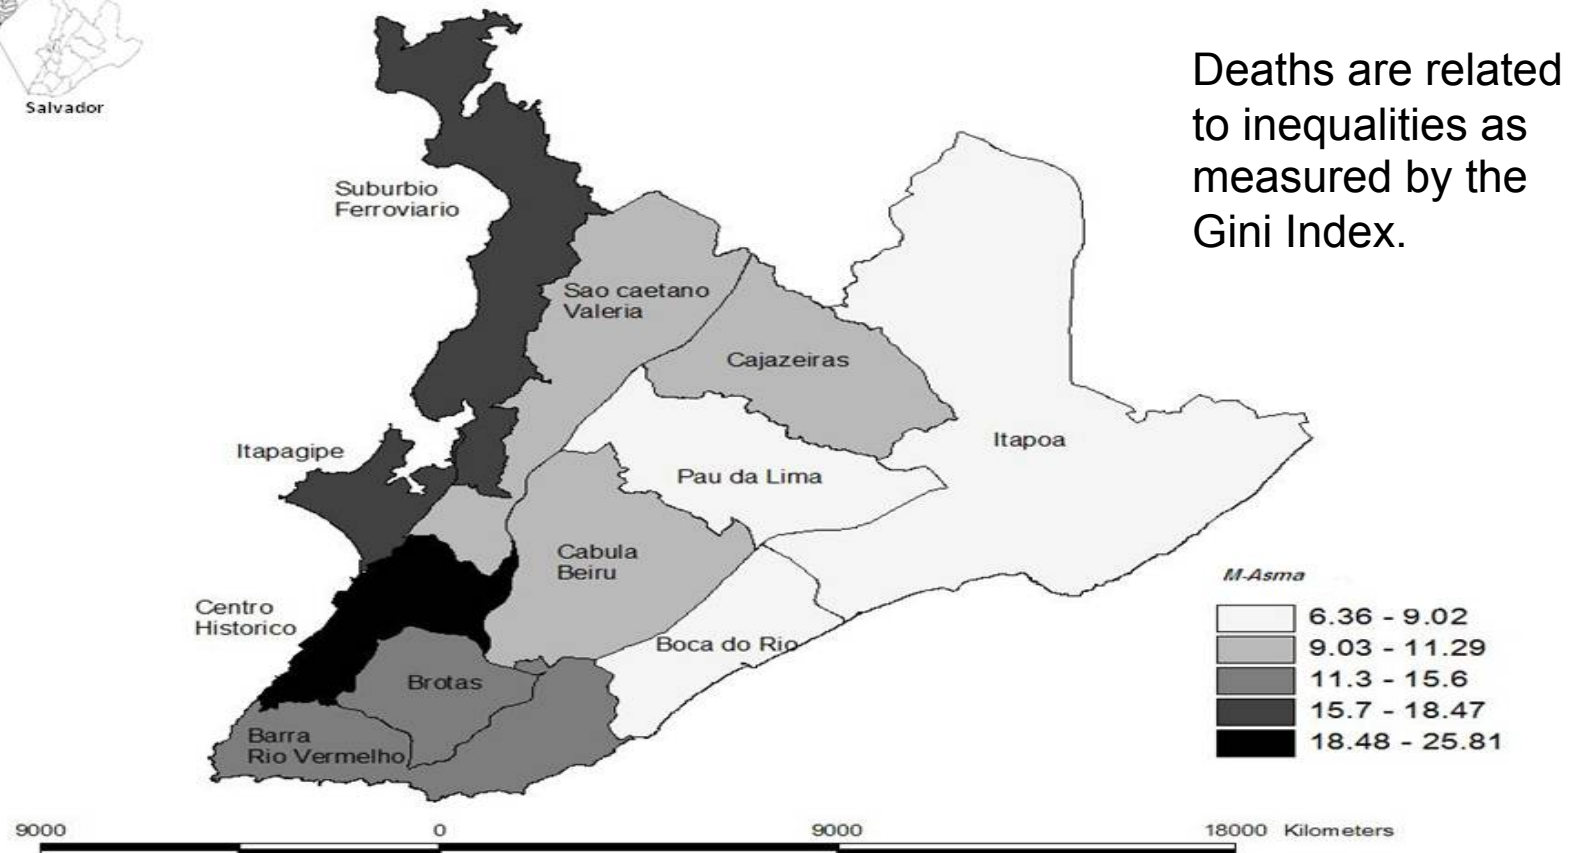 Salvador
Deaths are related
to inequalities as
measured by the
Gini Index.
Suburbio
Ferroviario
Sao caetano
Valeria
Cajazeiras
Itapoa
Itapagipe
Pau da Lima
Cabula
Beiru
Centro
Historico
Boca do Rio
Brotas
Barra
Rio Vermelho
M-Asma
6.36 - 9.02
9.03 - 11.29
11.3 - 15.6
15.7 - 18.47
18.48 - 25.81
9000 0 9000 18000 Kilometers